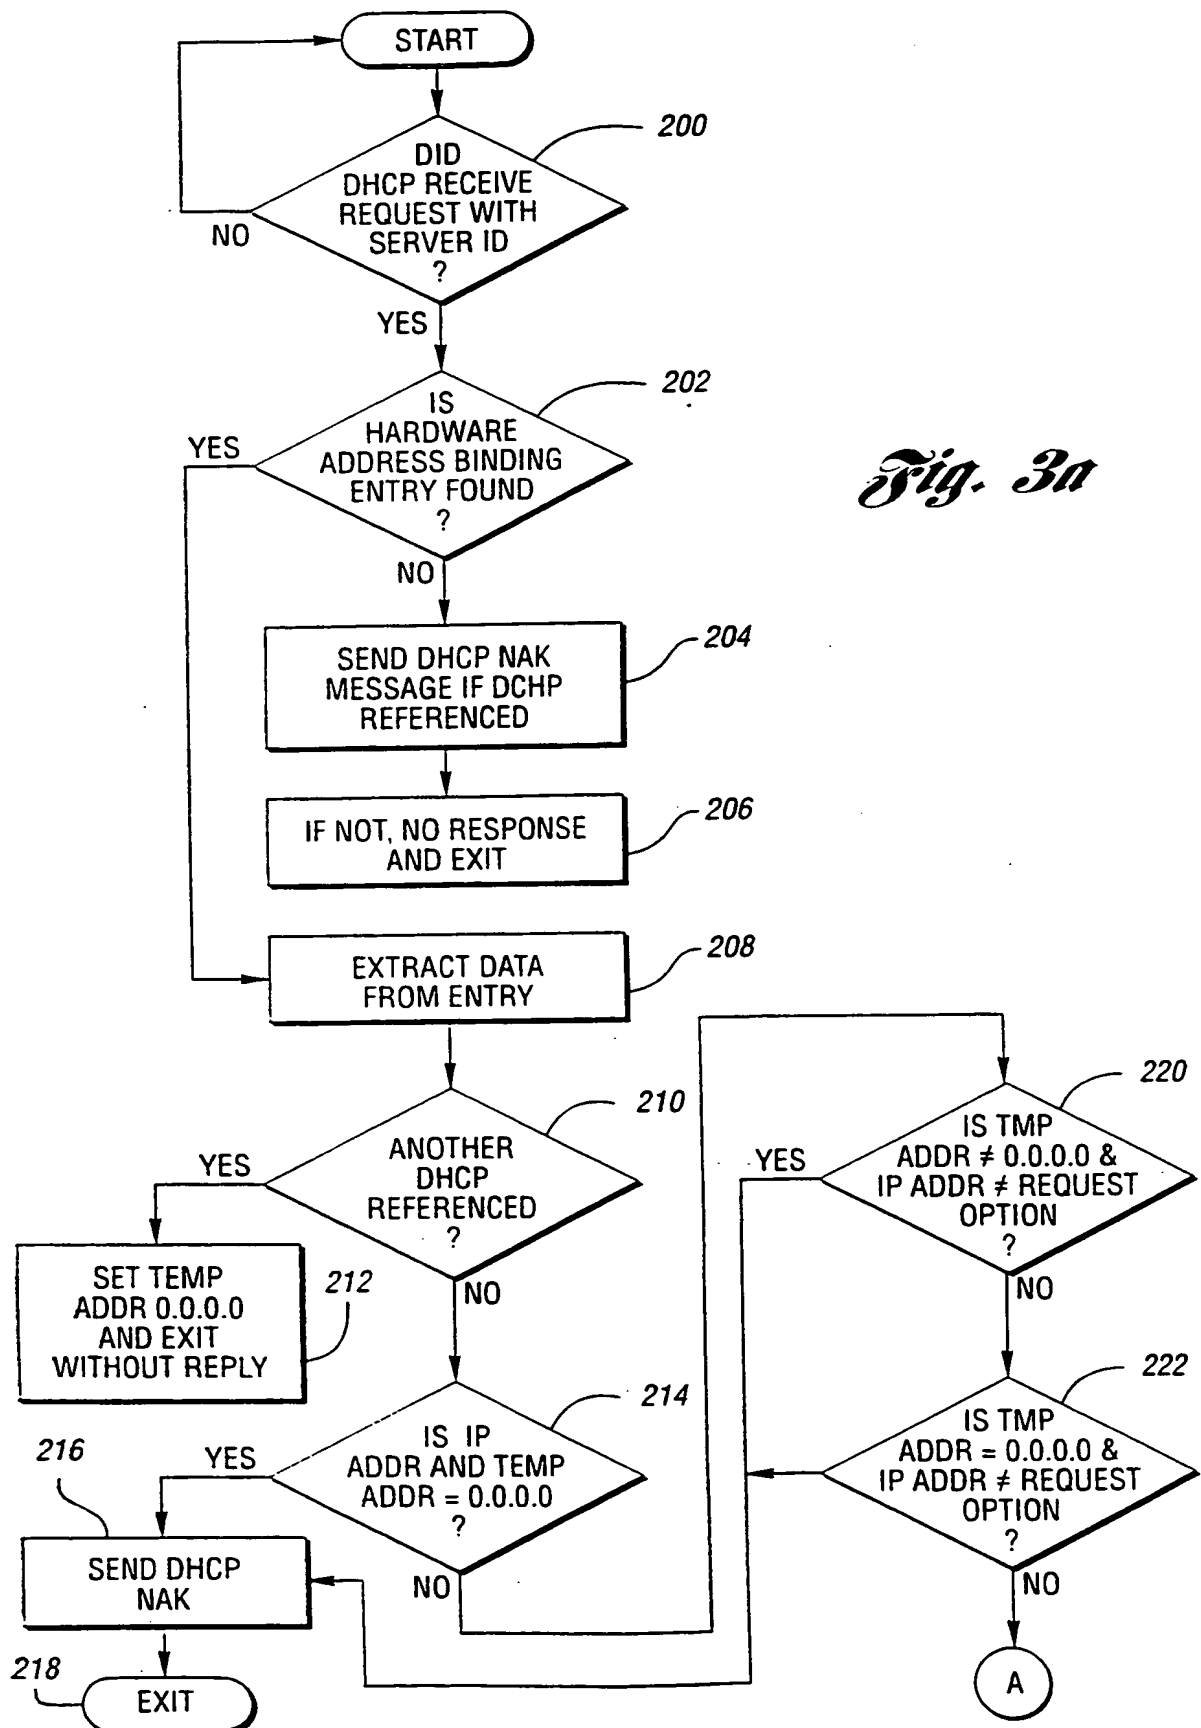 START
200
DID
DHCP RECEIVE
REQUEST WITH
SERVER ID
?
NO
YES
202
IS
HARDWARE
ADDRESS BINDING
ENTRY FOUND
?
YES
NO
Fig. 3a
204
SEND DHCP NAK
MESSAGE IF DCHP
REFERENCED
206
IF NOT, NO RESPONSE
AND EXIT
208
EXTRACT DATA
FROM ENTRY
210
ANOTHER
DHCP
REFERENCED
?
YES
NO
212
SET TEMP
ADDR 0.0.0.0
AND EXIT
WITHOUT REPLY
214
IS IP
ADDR AND TEMP
ADDR = 0.0.0.0
?
YES
NO
216
SEND DHCP
NAK
218
EXIT
220
IS TMP
ADDR ≠ 0.0.0.0 &
IP ADDR ≠ REQUEST
OPTION
?
YES
NO
222
IS TMP
ADDR = 0.0.0.0 &
IP ADDR ≠ REQUEST
OPTION
?
NO
A